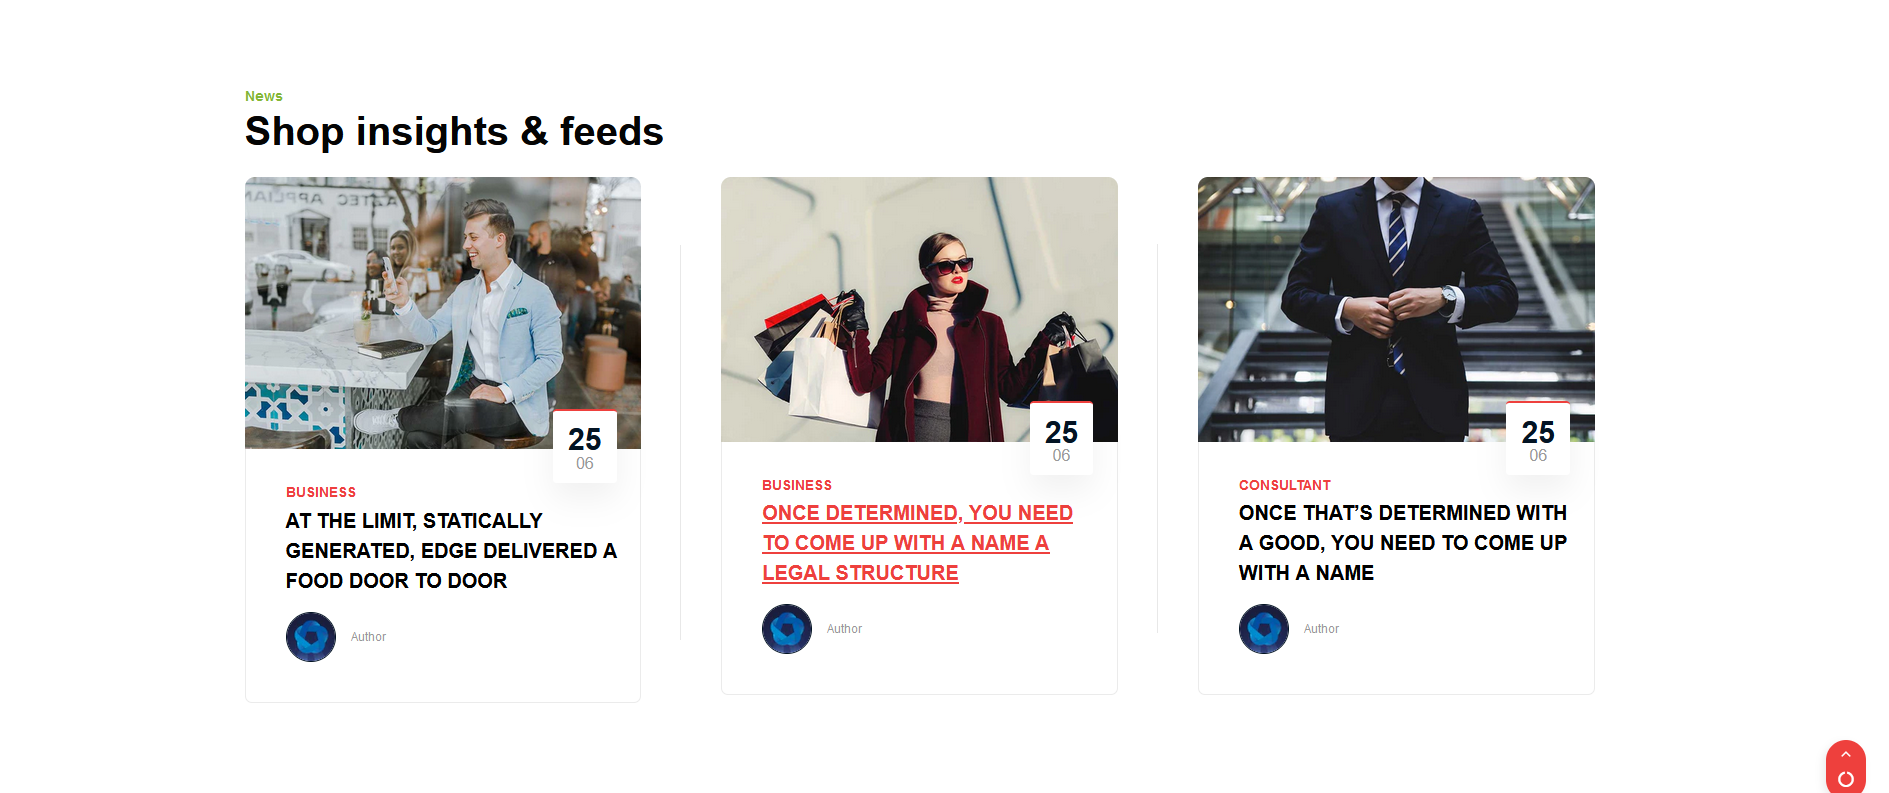 News
Shop insights & feeds
AZTEC APPLIAN
25
06
BUSINESS
AT THE LIMIT, STATICALLY
GENERATED, EDGE DELIVERED A
FOOD DOOR TO DOOR
Author
25
06
BUSINESS
ONCE DETERMINED, YOU NEED
TO COME UP WITH A NAME A
LEGAL STRUCTURE
Author
25
06
CONSULTANT
ONCE THAT’S DETERMINED WITH
A GOOD, YOU NEED TO COME UP
WITH A NAME
Author